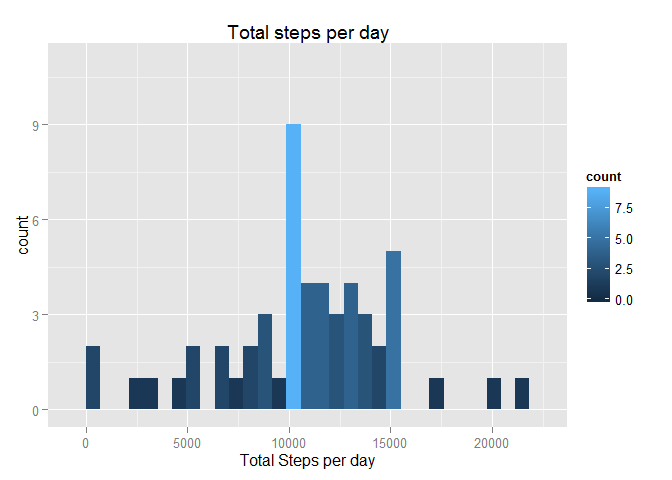 Total steps per day
count
9
6
3
0
0 5000 10000 15000 20000
Total Steps per day
count
7.5
5.0
2.5
0.0